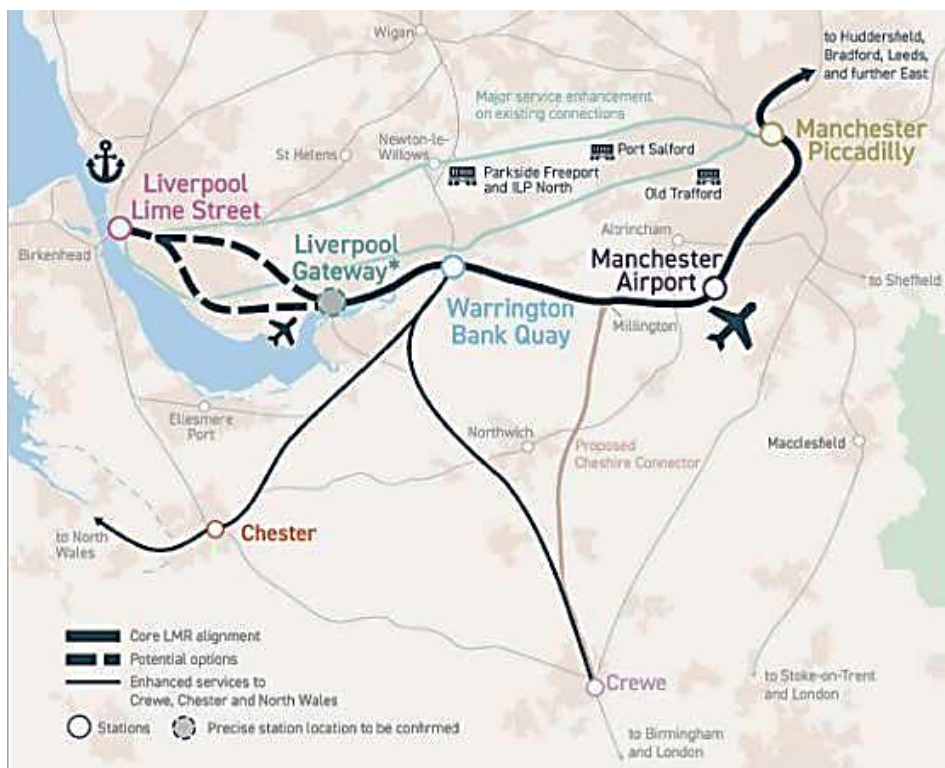 Wigan
to Huddersfield,
Bradford, Leeds,
and further East
Major service enhancement
on existing connections
Manchester
Piccadilly
Newton-le-
Willows
St Helens
Port Salford
Parkside Freeport
and ILP North
Old Trafford
Liverpool
Lime Street
Birkenhead
Liverpool
Gateway*
Altrincham
Manchester
Airport
to Sheffield
Warrington
Bank Quay
Millington
Ellesmere
Port
Northwich
Proposed
Cheshire Connector
Macclesfield
to North
Wales
Chester
Crewe
to Stoke-on-Trent
and London
to Birmingham
and London
Core LMR alignment
Potential options
Enhanced services to
Crewe, Chester and North Wales
Stations
Precise station location to be confirmed